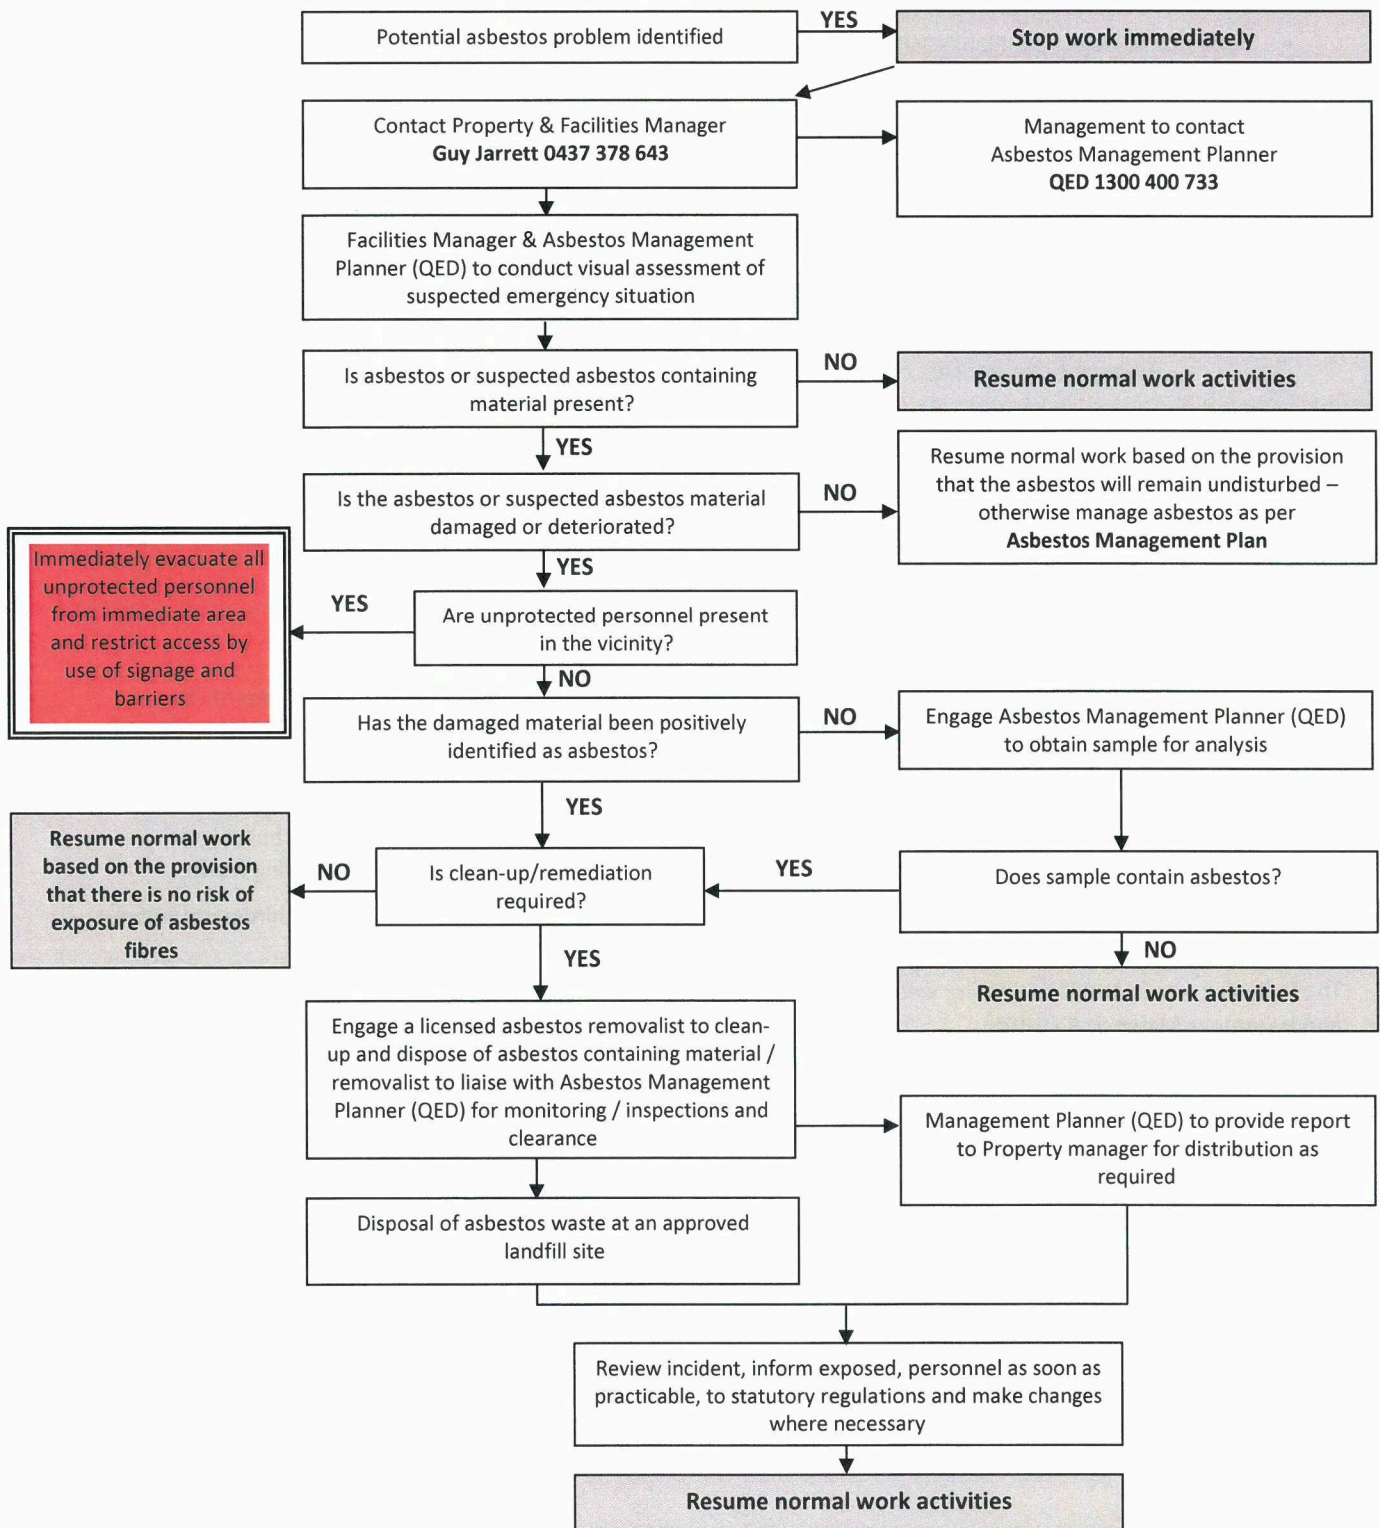 Potential asbestos problem identified
YES
Stop work immediately
Contact Property & Facilities Manager
Guy Jarrett 0437 378 643
Management to contact
Asbestos Management Planner
QED 1300 400 733
Facilities Manager & Asbestos Management
Planner (QED) to conduct visual assessment of
suspected emergency situation
Is asbestos or suspected asbestos containing
material present?
NO
Resume normal work activities
YES
Is the asbestos or suspected asbestos material
damaged or deteriorated?
NO
Resume normal work based on the provision
that the asbestos will remain undisturbed –
otherwise manage asbestos as per
Asbestos Management Plan
YES
Are unprotected personnel present
in the vicinity?
YES
Immediately evacuate all
unprotected personnel
from immediate area
and restrict access by
use of signage and
barriers
NO
Has the damaged material been positively
identified as asbestos?
NO
Engage Asbestos Management Planner (QED)
to obtain sample for analysis
YES
Does sample contain asbestos?
YES
Is clean-up/remediation
required?
NO
Resume normal work
based on the provision
that there is no risk of
exposure of asbestos
fibres
NO
Resume normal work activities
YES
Engage a licensed asbestos removalist to clean-
up and dispose of asbestos containing material /
removalist to liaise with Asbestos Management
Planner (QED) for monitoring / inspections and
clearance
Management Planner (QED) to provide report
to Property manager for distribution as
required
Disposal of asbestos waste at an approved
landfill site
Review incident, inform exposed, personnel as soon as
practicable, to statutory regulations and make changes
where necessary
Resume normal work activities